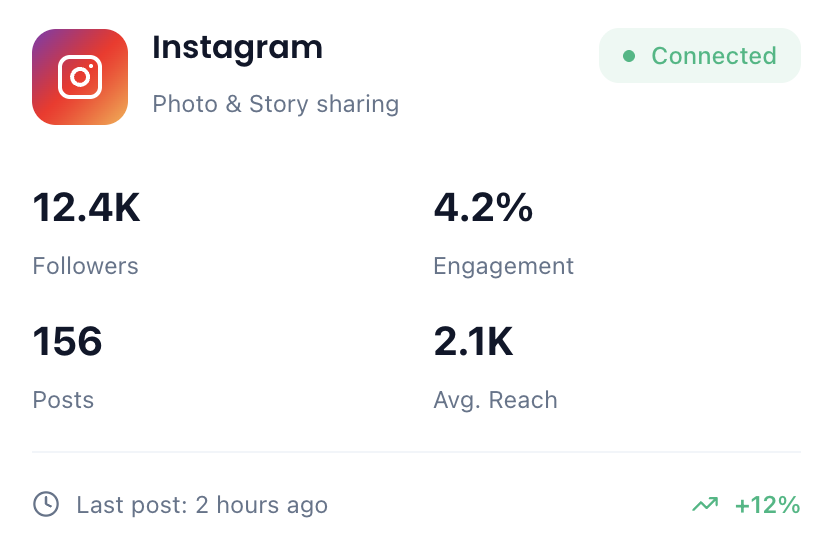 Instagram
Connected
Photo & Story sharing
12.4K
4.2%
Followers
Engagement
156
2.1K
Posts
Avg. Reach
Last post: 2 hours ago
+12%